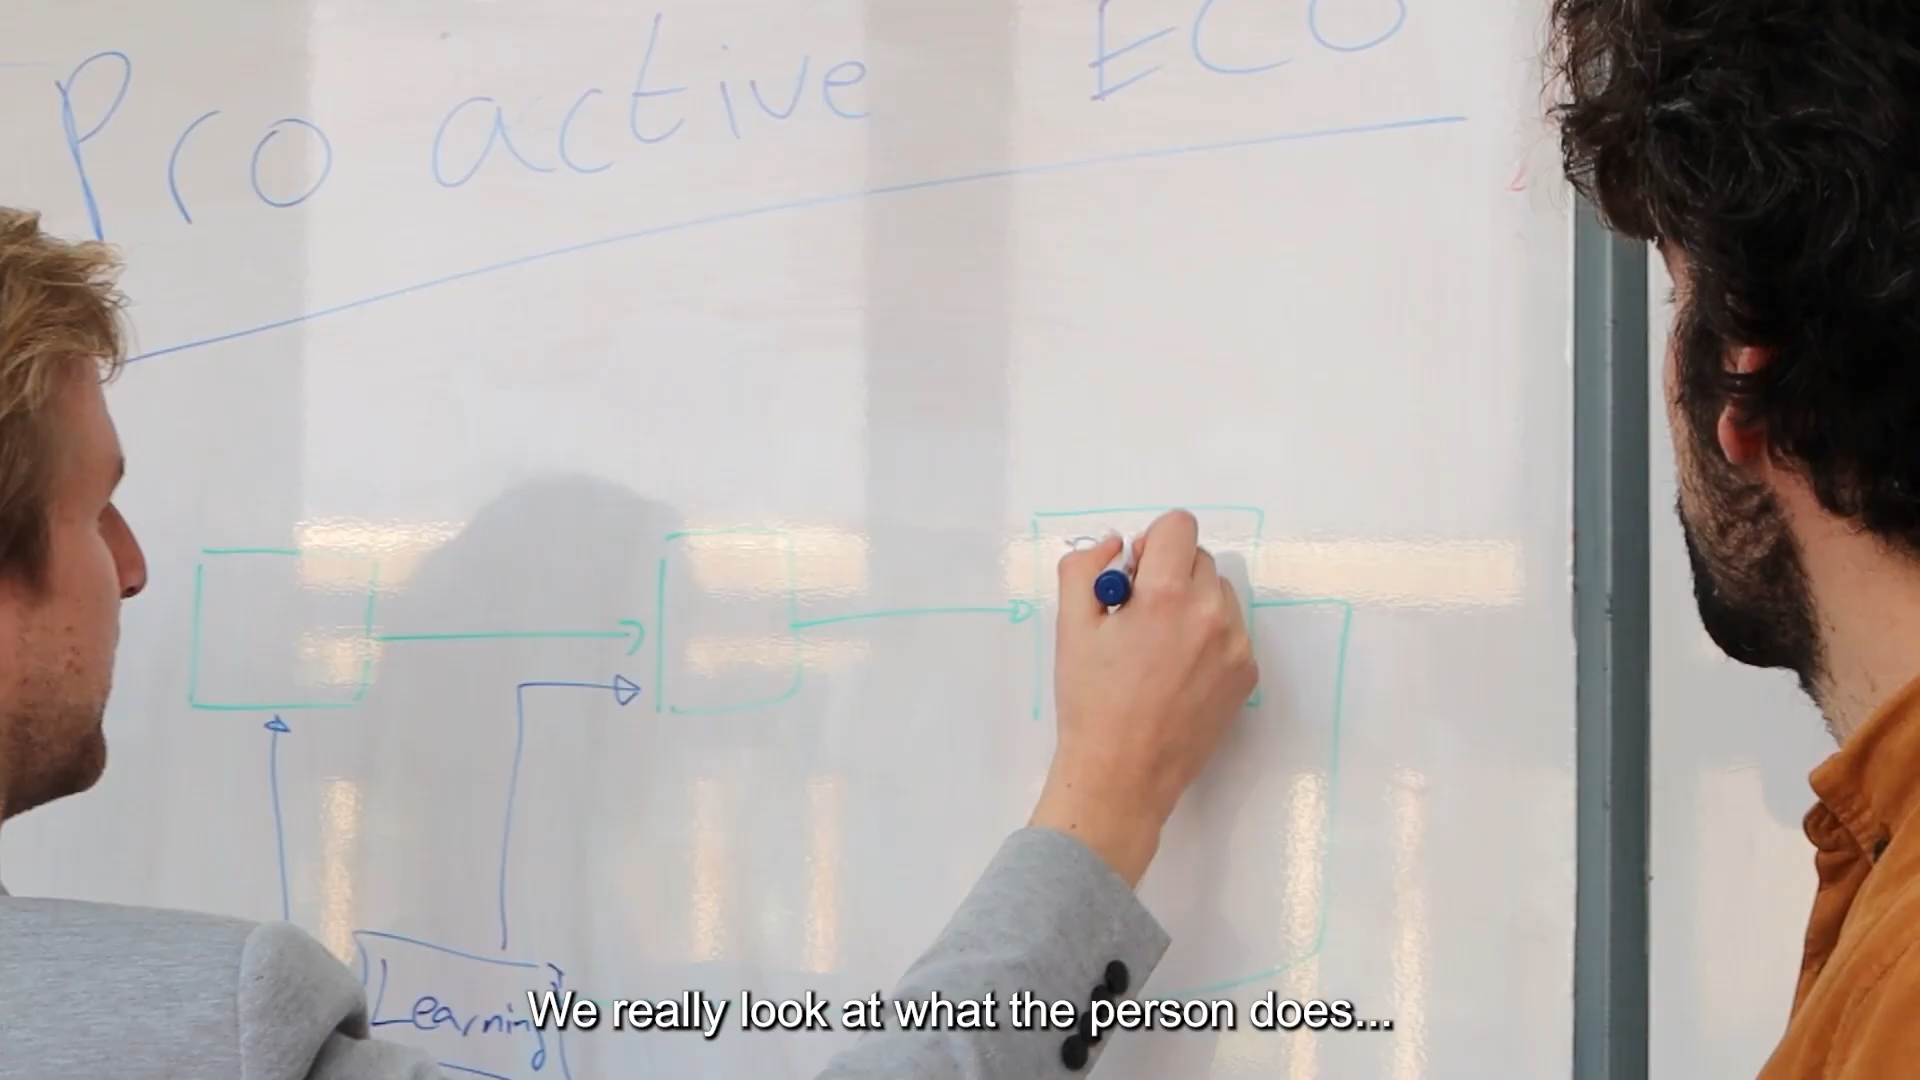 Pro active ECO
Learning
We really look at what the person does...